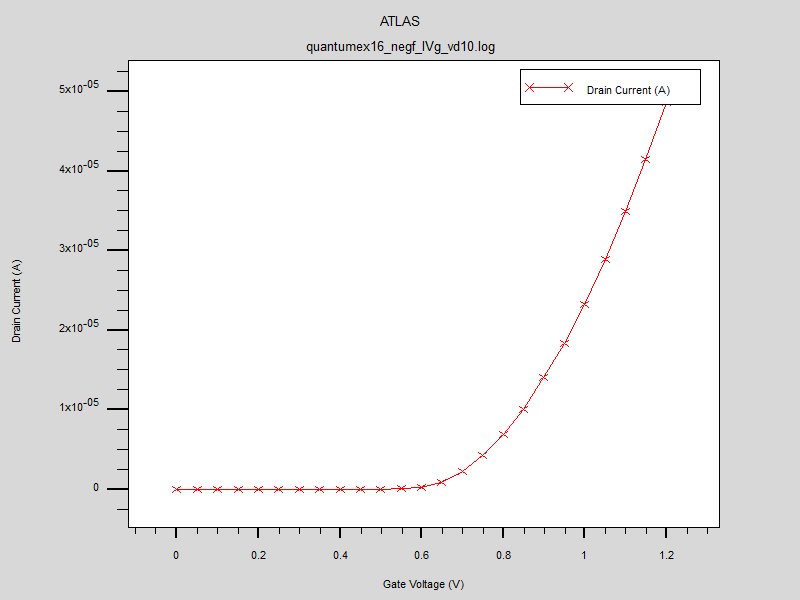 ATLAS
quantumex16_negf_IVg_vd10.log
Drain Current (A)
5x10-05
4x10-05
3x10-05
2x10-05
1x10-05
0
Drain Current (A)
0 0.2 0.4 0.6 0.8 1 1.2
Gate Voltage (V)